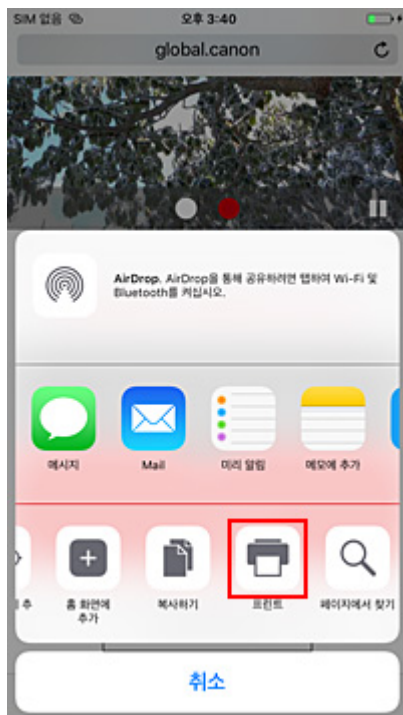 SIM 없음
오후 3:40
global.canon
AirDrop. AirDrop을 통해 공유하려면 탭하여 Wi-Fi 및
Bluetooth를 켜십시오.
메시지
Mail
미리 알림
메모에 추가
추
홈 화면에
추가
복사하기
프린트
페이지에서 찾기
취소